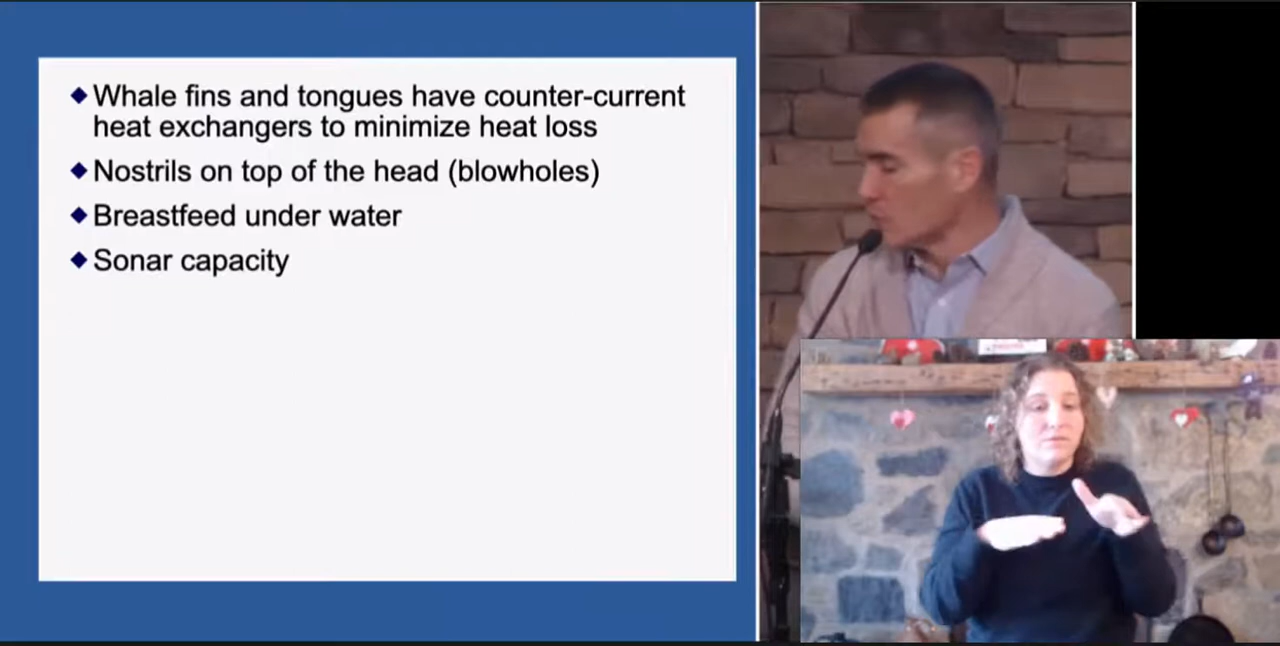 ◆Whale fins and tongues have counter-current
heat exchangers to minimize heat loss
◆Nostrils on top of the head (blowholes)
◆Breastfeed under water
◆Sonar capacity